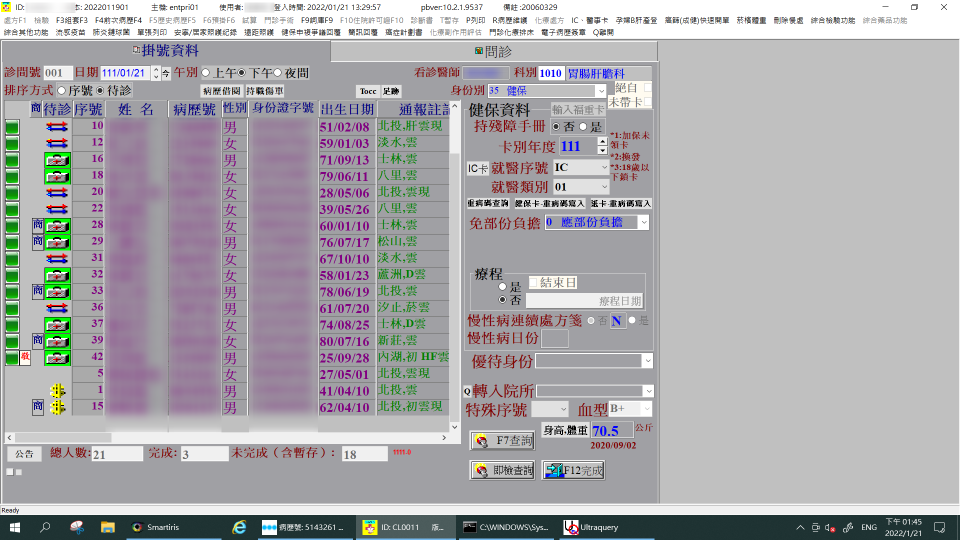 ID: 主: 2022011901 主機: entpri01 使用者: 登入時間: 2022/01/21 13:29:57 pbver:10.2.1.9537 備註:20060329
處方F1 檢驗 F3組套F3 F4前次病歷F4 F5歷史病歷F5 F6預掛F6 試算 門診手術 F9詞庫F9 F10住院許可證F10 診斷書 T暫存 P列印 R病歷維護 化療處方 IC、醫事卡 孕婦B肝產登 癌篩(成健)快速開單 菸檳體重 刪除餐處 綜合檢驗功能 綜合藥品功能
綜合其他功能 流感疫苗 肺炎鏈球菌 單張列印 安寧/居家照護紀錄 遠距照護 健保申複爭議回覆 簡訊回覆 癌症計劃書 化療副作用評估 門診化療排床 電子病歷簽章 Q離開
掛號資料 問診
診間號 001 日期 111/01/21 今 午別 上午 下午 夜間 看診醫師 科別 1010 胃腸肝膽科
排序方式 序號 待診 病歷借閱 持職傷單 Tocc 足跡 身份別 35 健保 絕自 未帶卡
商 待診 序號 姓 名 病歷號 性別 身份證字號 出生日期 通報註記
10 男 51/02/08 北投,肝雲現
12 女 59/01/03 淡水,雲
16 男 71/09/13 士林,雲
18 女 79/06/11 八里,雲
20 女 28/05/06 北投,雲現
22 女 39/05/26 八里,雲
商 28 女 60/01/10 士林,雲
商 29 男 76/07/17 松山,雲
31 女 67/10/10 淡水,雲
32 女 58/01/23 蘆洲,D雲
商 33 男 78/06/19 北投,雲
36 男 61/07/20 汐止,菸雲
37 女 74/08/25 士林,D雲
商 39 男 80/07/16 新莊,雲
42 男 25/09/28 內湖,初 HF雲
5 女 27/05/01 北投,雲現
1 男 41/04/10 北投,雲
商 15 男 62/04/10 北投,初雲現
公告 總人數: 21 完成: 3 未完成（含暫存）: 18 1111-0
健保資料 輸入福重卡
持殘障手冊 否 是
卡別年度 111
*1:加保未領卡
*2:換發
*3:18歲以下鎖卡
IC卡 就醫序號 IC
就醫類別 01
重病碼查詢 健保卡-重病碼寫入 紙卡-重病碼寫入
免部份負擔 0 應部份負擔
療程 是 否 結束日
療程日期
慢性病連續處方箋 否 N 是
慢性病日份
優待身份
Q 轉入院所
特殊序號 血型 B+
F7查詢 身高.體重 70.5 公斤
2020/09/02
即檢查詢 F12完成
Ready
Smartiris 病歷號: 5143261 ... ID: CL0011 版... C:\WINDOWS\Sys... Ultraquery ENG 下午 01:45
2022/1/21